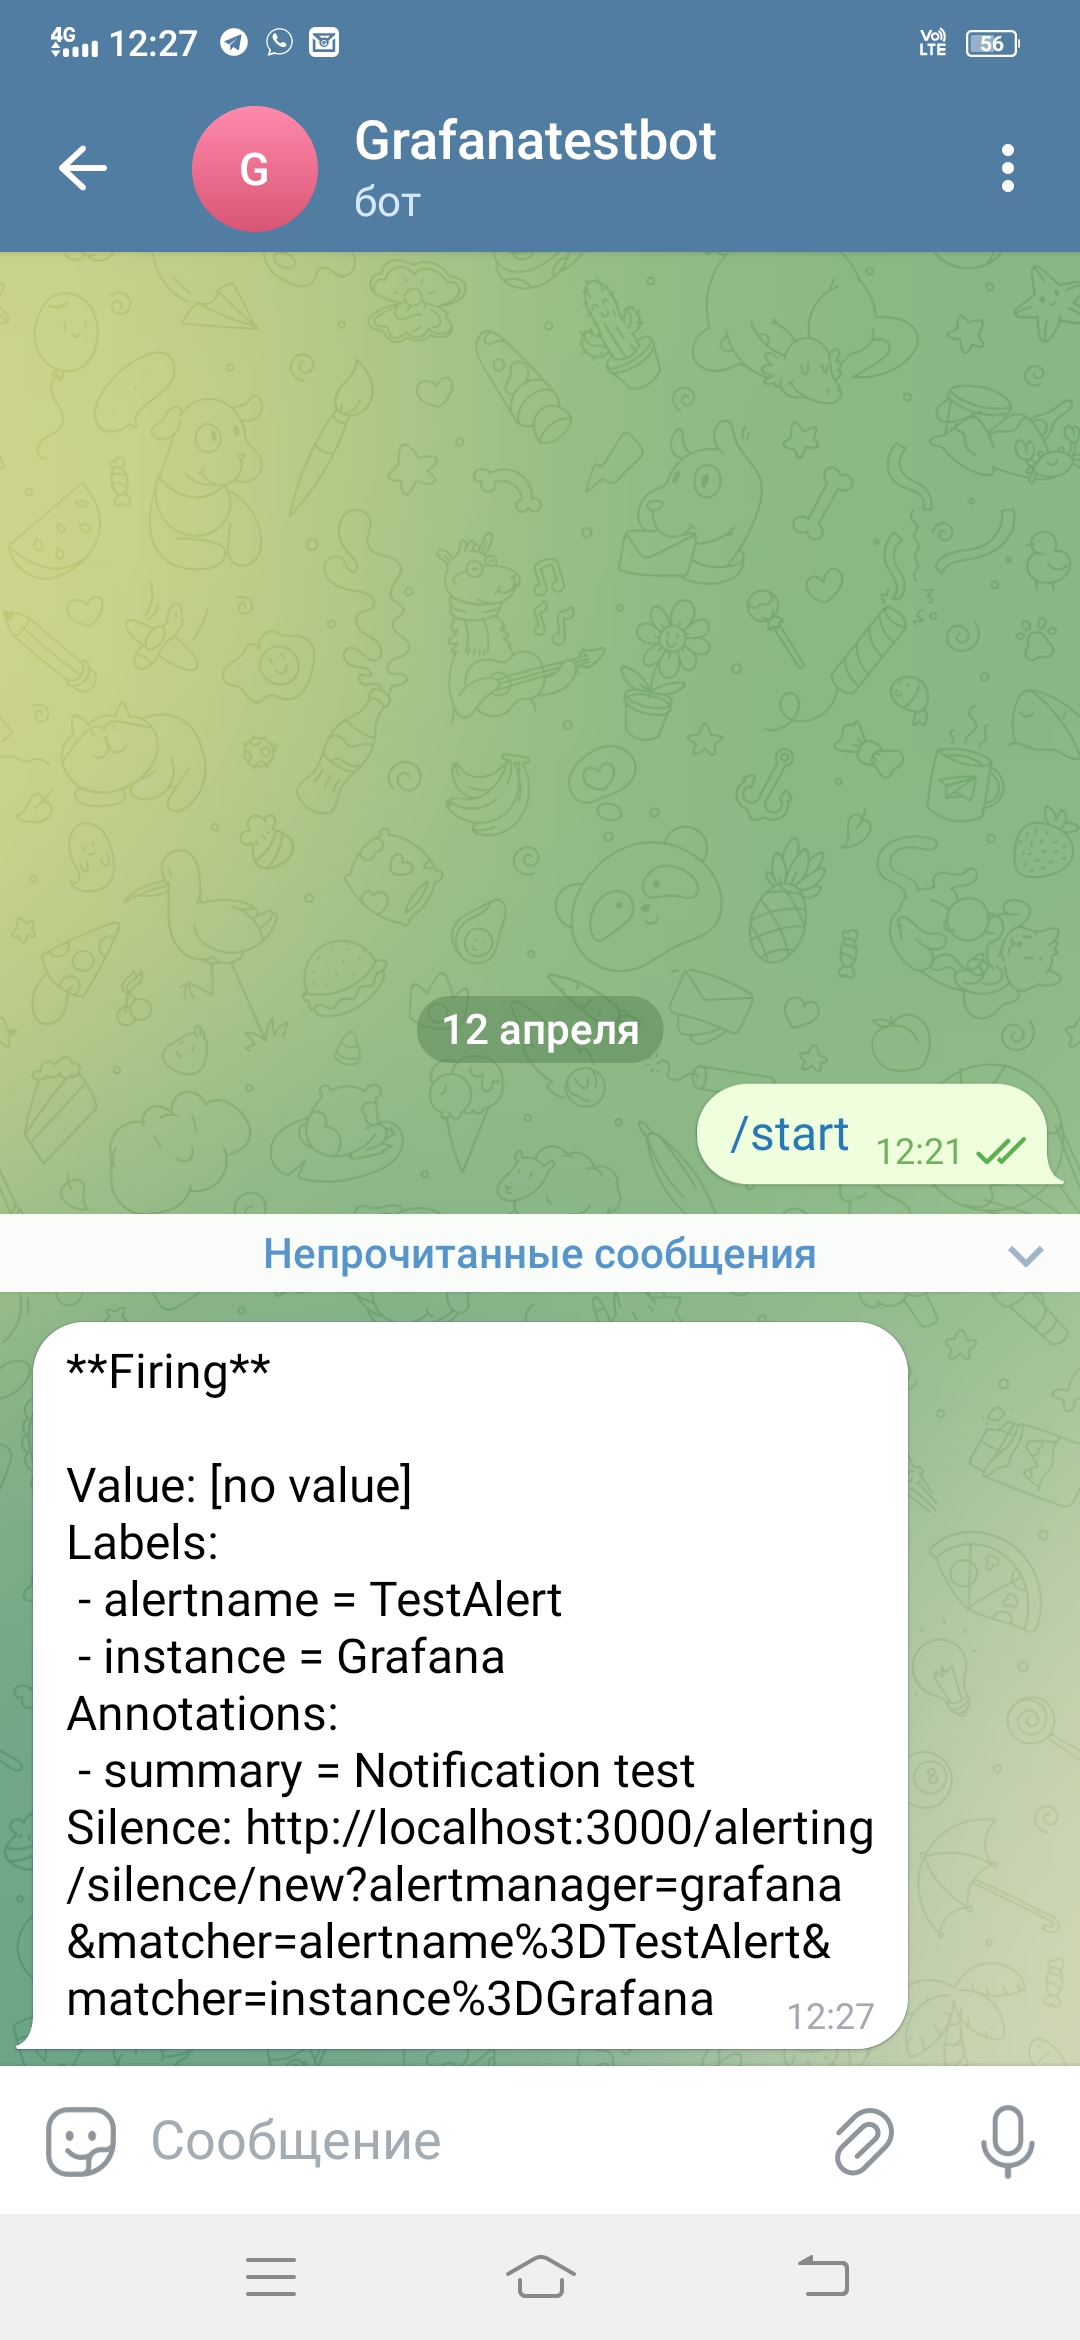 4G 12:27 Vo) LTE 56
G
Grafanatestbot
бот
12 апреля
/start 12:21
Непрочитанные сообщения
**Firing**
Value: [no value]
Labels:
- alertname = TestAlert
- instance = Grafana
Annotations:
- summary = Notification test
Silence: http://localhost:3000/alerting
/silence/new?alertmanager=grafana
&matcher=alertname%3DTestAlert&
matcher=instance%3DGrafana
12:27
Сообщение